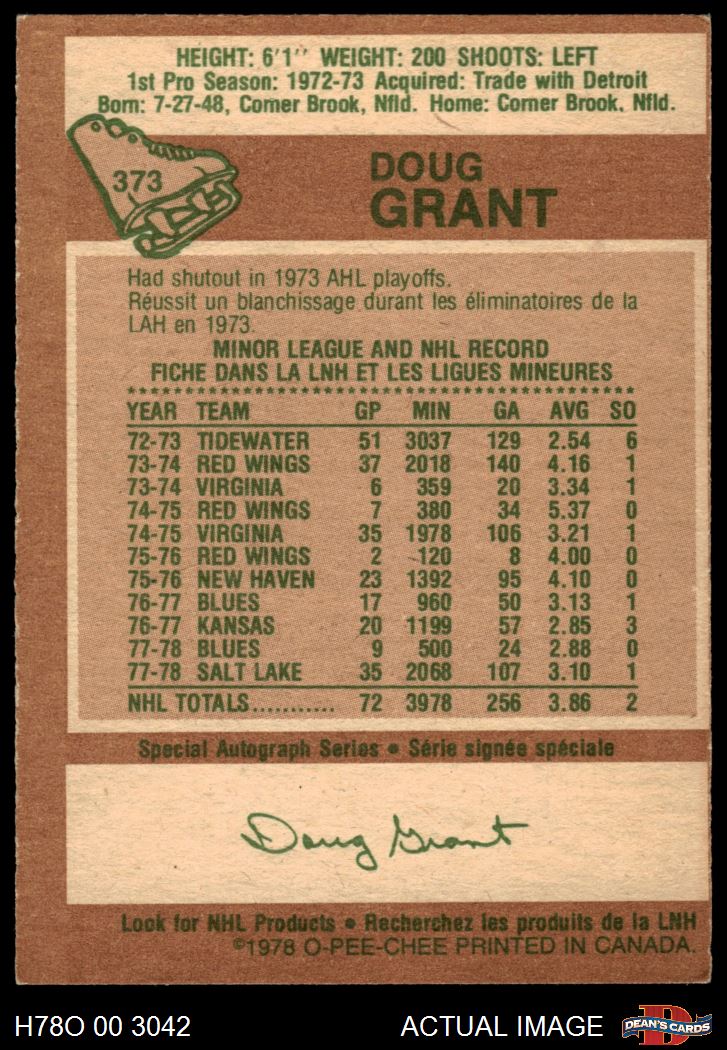 HEIGHT: 6'1'' WEIGHT: 200 SHOOTS: LEFT
1st Pro Season: 1972-73 Acquired: Trade with Detroit
Born: 7-27-48, Corner Brook, Nfld. Home: Corner Brook, Nfld.
373
DOUG
GRANT
Had shutout in 1973 AHL playoffs.
Réussit un blanchissage durant les éliminatoires de la
LAH en 1973.
MINOR LEAGUE AND NHL RECORD
FICHE DANS LA LNH ET LES LIGUES MINEURES
YEAR TEAM GP MIN GA AVG SO
72-73 TIDEWATER 51 3037 129 2.54 6
73-74 RED WINGS 37 2018 140 4.16 1
73-74 VIRGINIA 6 359 20 3.34 1
74-75 RED WINGS 7 380 34 5.37 0
74-75 VIRGINIA 35 1978 106 3.21 1
75-76 RED WINGS 2 120 8 4.00 0
75-76 NEW HAVEN 23 1392 95 4.10 0
76-77 BLUES 17 960 50 3.13 1
76-77 KANSAS 20 1199 57 2.85 3
77-78 BLUES 9 500 24 2.88 0
77-78 SALT LAKE 35 2068 107 3.10 1
NHL TOTALS............ 72 3978 256 3.86 2
Special Autograph Series • Série signée spéciale
Doug Grant
Look for NHL Products • Recherchez les produits de la LNH
©1978 O-PEE-CHEE PRINTED IN CANADA.
H78O 00 3042 ACTUAL IMAGE D DEAN'S CARDS